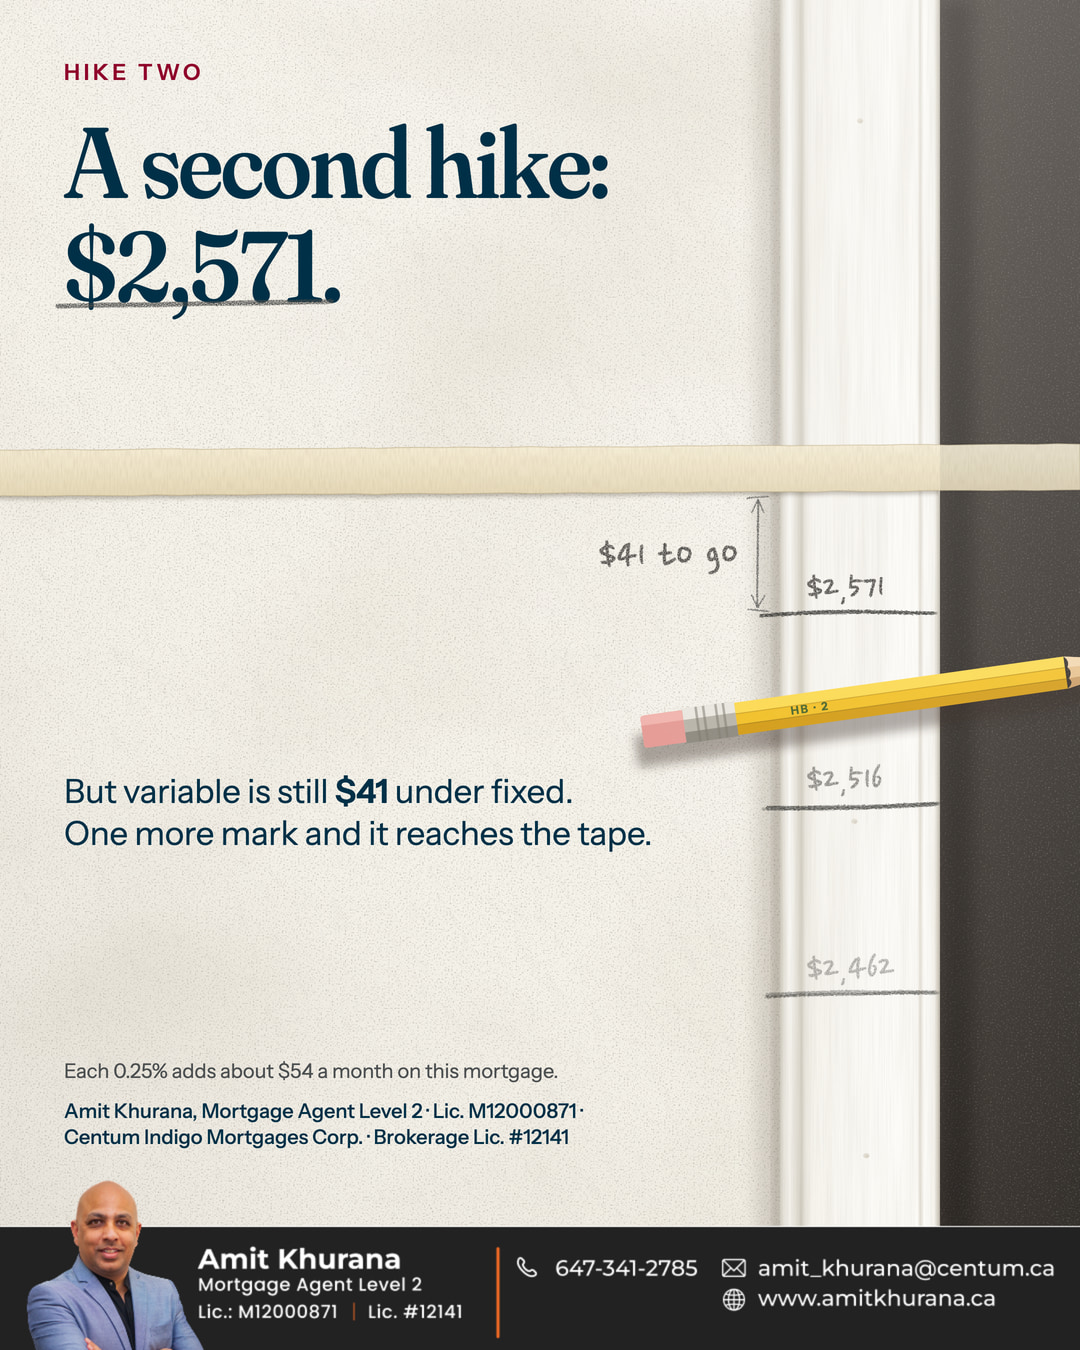 HIKE TWO
A second hike:
$2,571.
$41 to go
$2,571
HB · 2
$2,516
But variable is still $41 under fixed.
One more mark and it reaches the tape.
$2,462
Each 0.25% adds about $54 a month on this mortgage.
Amit Khurana, Mortgage Agent Level 2 · Lic. M12000871 ·
Centum Indigo Mortgages Corp. · Brokerage Lic. #12141
Amit Khurana
Mortgage Agent Level 2
Lic.: M12000871 | Lic. #12141
647-341-2785
amit_khurana@centum.ca
www.amitkhurana.ca